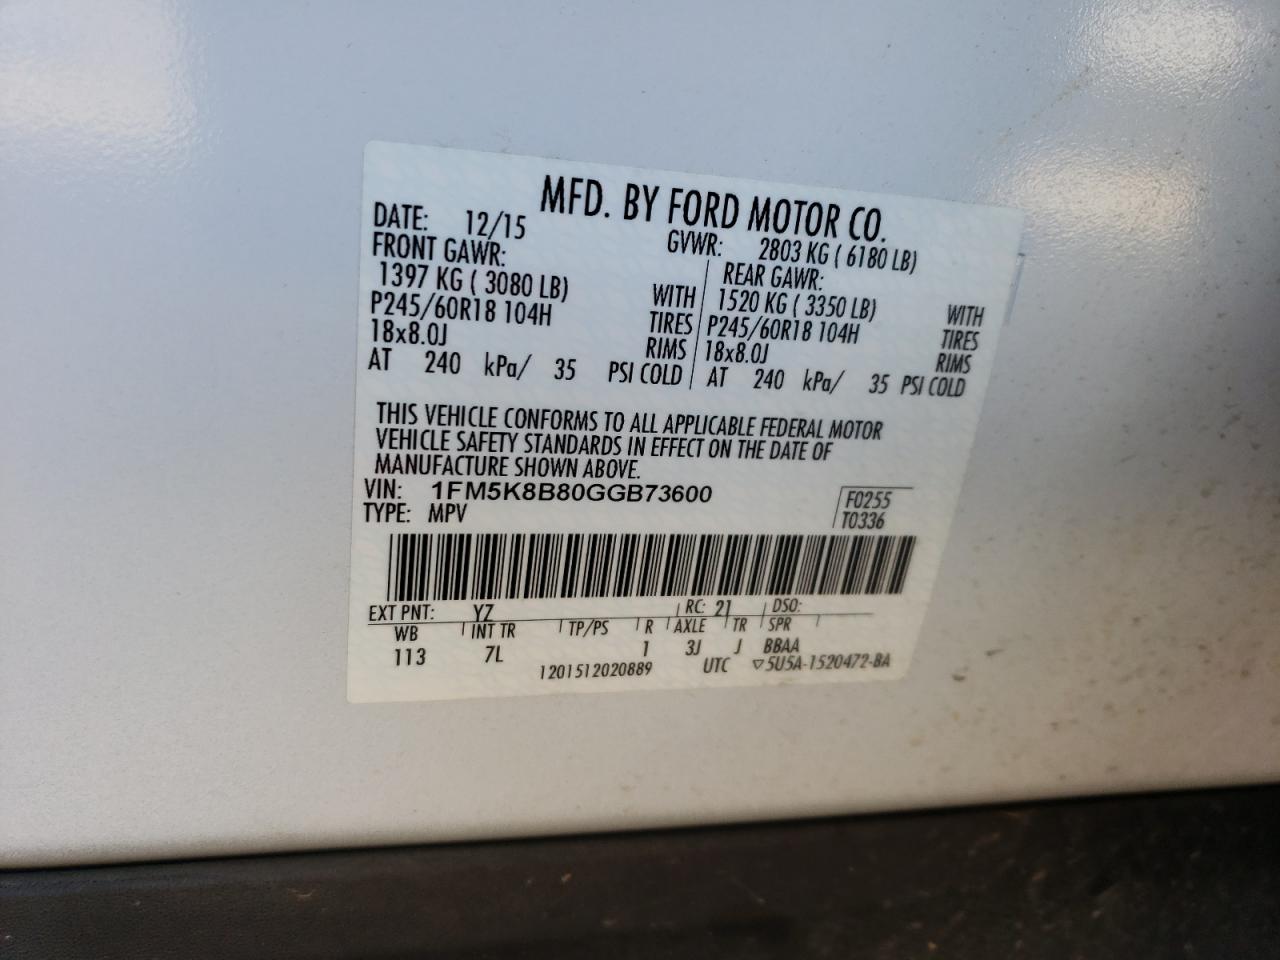 MFD. BY FORD MOTOR CO.
DATE: 12/15 GVWR: 2803 KG ( 6180 LB)
FRONT GAWR: REAR GAWR:
1397 KG ( 3080 LB) WITH 1520 KG ( 3350 LB) WITH
P245/60R18 104H TIRES P245/60R18 104H TIRES
18x8.0J RIMS 18x8.0J RIMS
AT 240 kPa/ 35 PSI COLD AT 240 kPa/ 35 PSI COLD
THIS VEHICLE CONFORMS TO ALL APPLICABLE FEDERAL MOTOR
VEHICLE SAFETY STANDARDS IN EFFECT ON THE DATE OF
MANUFACTURE SHOWN ABOVE.
VIN: 1FM5K8B80GGB73600 F0255
TYPE: MPV T0336
EXT PNT: YZ RC: 21 DSO:
WB INT TR TP/PS R AXLE TR SPR
113 7L 1 3J J BBAA
1201512020889 UTC ▽5U5A-1520472-BA